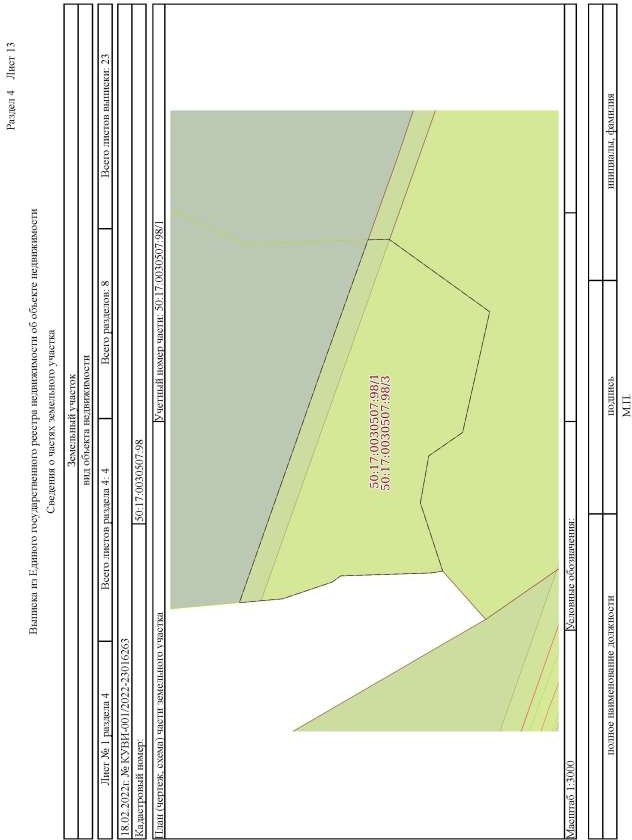 Раздел 4 Лист 13
Выписка из Единого государственного реестра недвижимости об объекте недвижимости
Сведения о частях земельного участка
Земельный участок
вид объекта недвижимости
Лист № 1 раздела 4 Всего листов раздела 4: 4 Всего разделов: 8 Всего листов выписки: 23
18.02.2022г. № КУВИ-001/2022-23016263
Кадастровый номер: 50:17:0030507:98
План (чертеж, схема) части земельного участка Учетный номер части: 50:17:0030507:98/1
50:17:0030507:98/1
50:17:0030507:98/3
Масштаб 1:3000 Условные обозначения:
полное наименование должности подпись инициалы, фамилия
М.П.